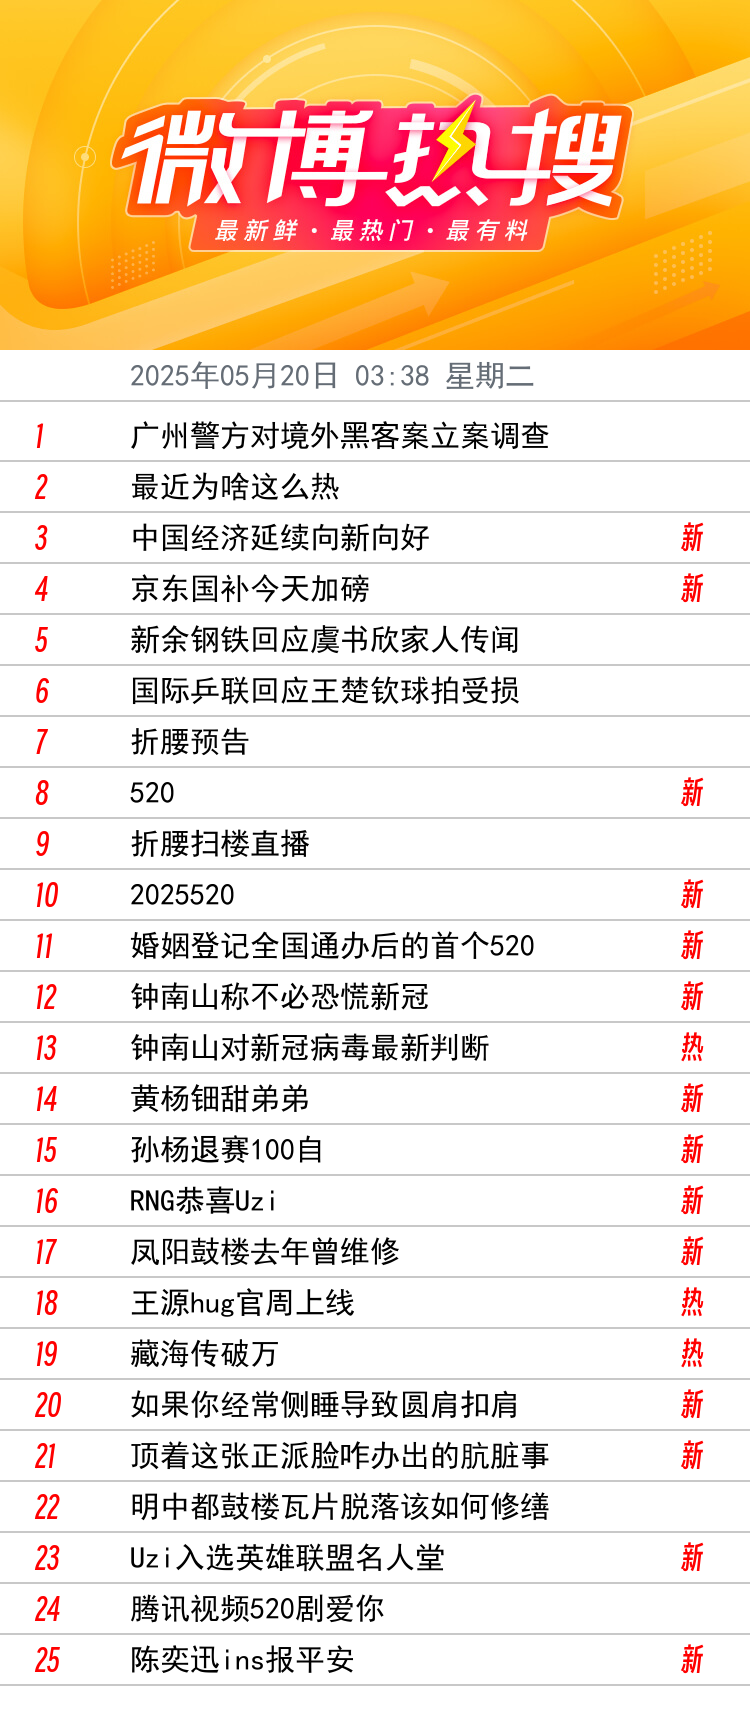 微博热搜
最新鲜·最热门·最有料
2025年05月20日 03:38 星期二
1 广州警方对境外黑客案立案调查
2 最近为啥这么热
3 中国经济延续向新向好 新
4 京东国补今天加磅 新
5 新余钢铁回应虞书欣家人传闻
6 国际乒联回应王楚钦球拍受损
7 折腰预告
8 520 新
9 折腰扫楼直播
10 2025520 新
11 婚姻登记全国通办后的首个520 新
12 钟南山称不必恐慌新冠 新
13 钟南山对新冠病毒最新判断 热
14 黄杨钿甜弟弟 新
15 孙杨退赛100自 新
16 RNG恭喜Uzi 新
17 凤阳鼓楼去年曾维修 新
18 王源hug官周上线 热
19 藏海传破万 热
20 如果你经常侧睡导致圆肩扣肩 新
21 顶着这张正派脸咋办出的肮脏事 新
22 明中都鼓楼瓦片脱落该如何修缮
23 Uzi入选英雄联盟名人堂 新
24 腾讯视频520剧爱你
25 陈奕迅ins报平安 新